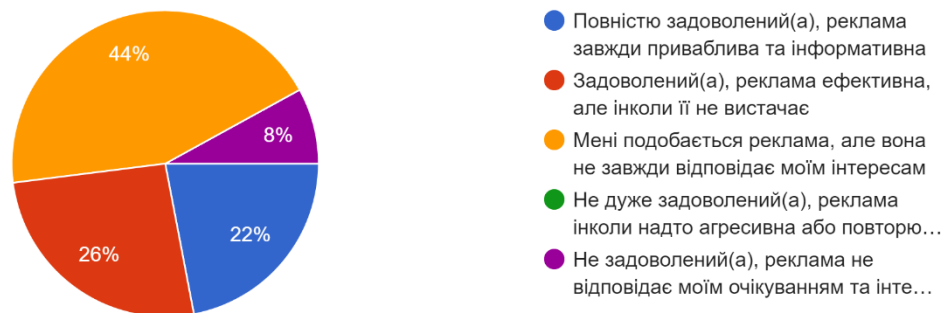 44%
8%
22%
26%
Повністю задоволений(а), реклама
завжди приваблива та інформативна
Задоволений(а), реклама ефективна,
але інколи її не вистачає
Мені подобається реклама, але вона
не завжди відповідає моїм інтересам
Не дуже задоволений(а), реклама
інколи надто агресивна або повторю…
Не задоволений(а), реклама не
відповідає моїм очікуванням та інте…